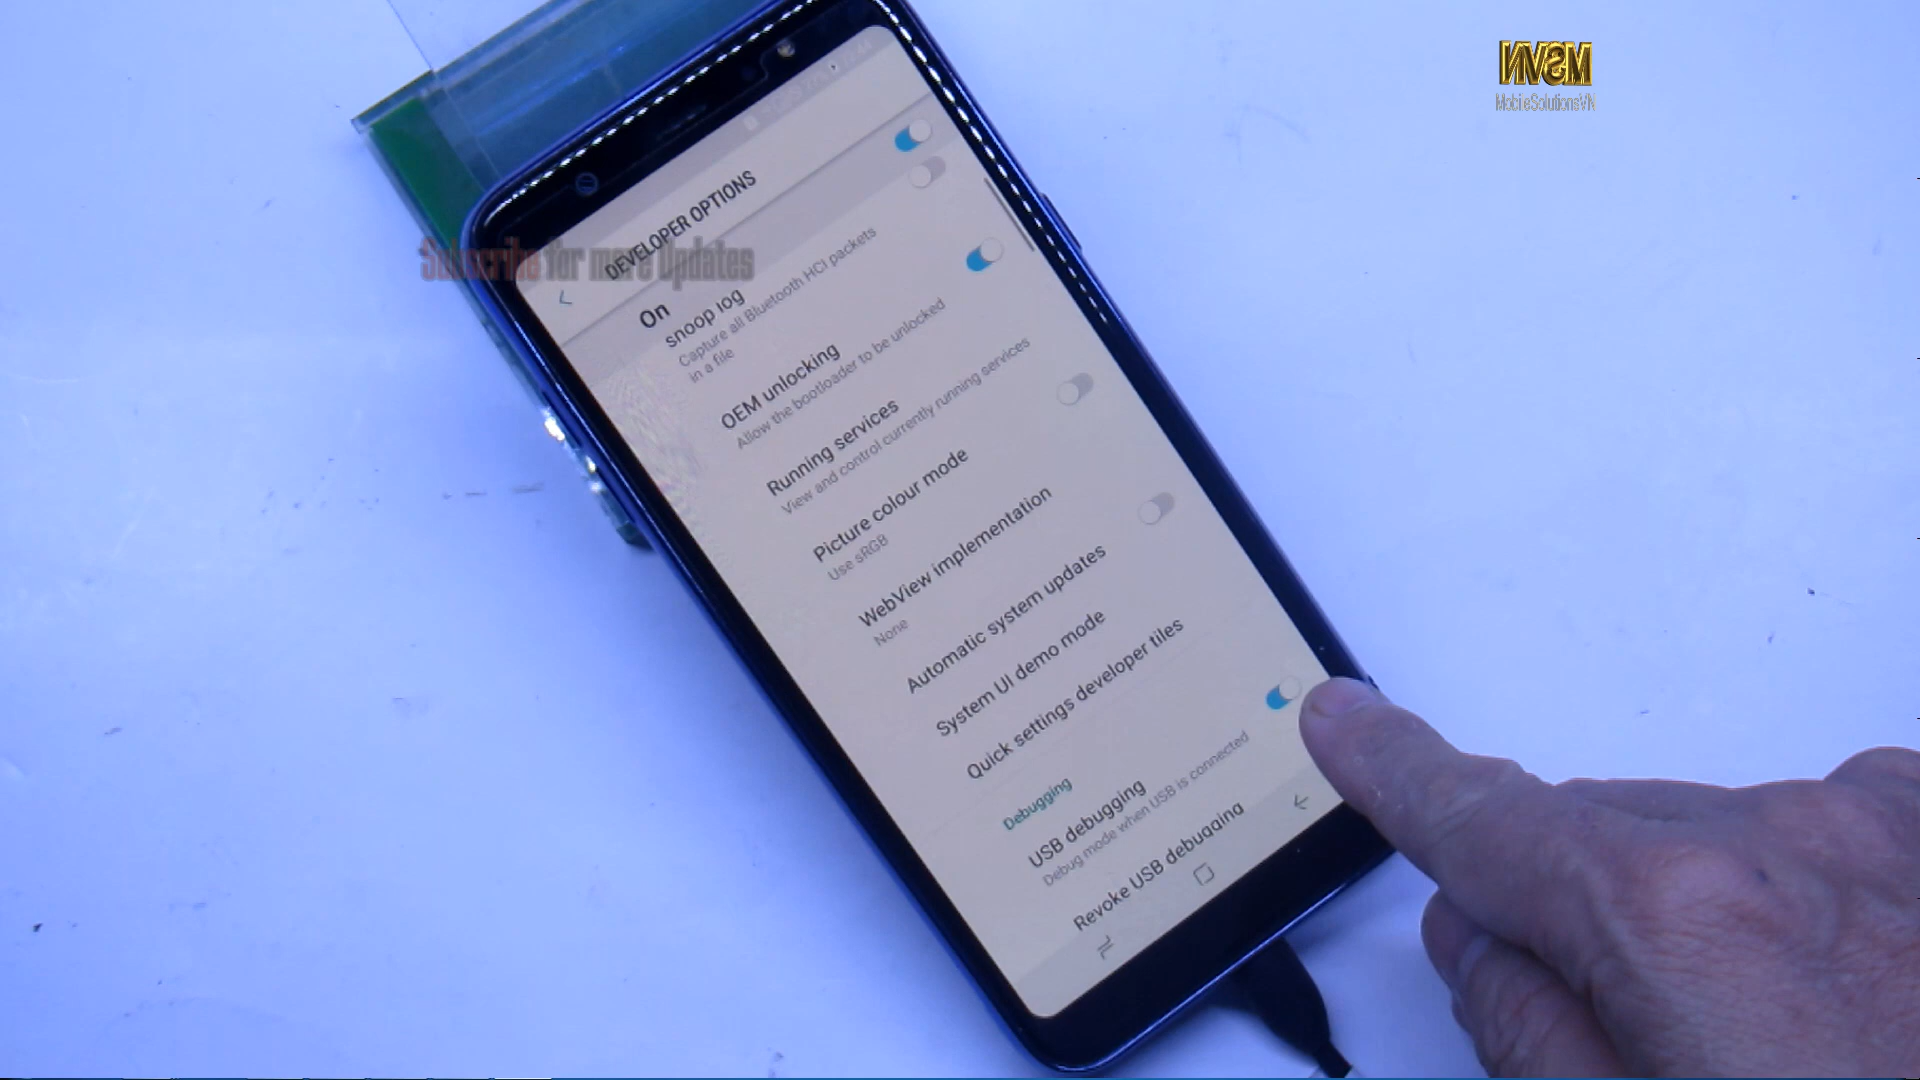 MSVN
MobileSolutionsVN
DEVELOPER OPTIONS
Subscribe for more Updates
On
snoop log
Capture all Bluetooth HCI packets
in a file
OEM unlocking
Allow the bootloader to be unlocked
Running services
View and control currently running services
Picture colour mode
Use sRGB
WebView implementation
None
Automatic system updates
System UI demo mode
Quick settings developer tiles
Debugging
USB debugging
Debug mode when USB is connected
Revoke USB debugging